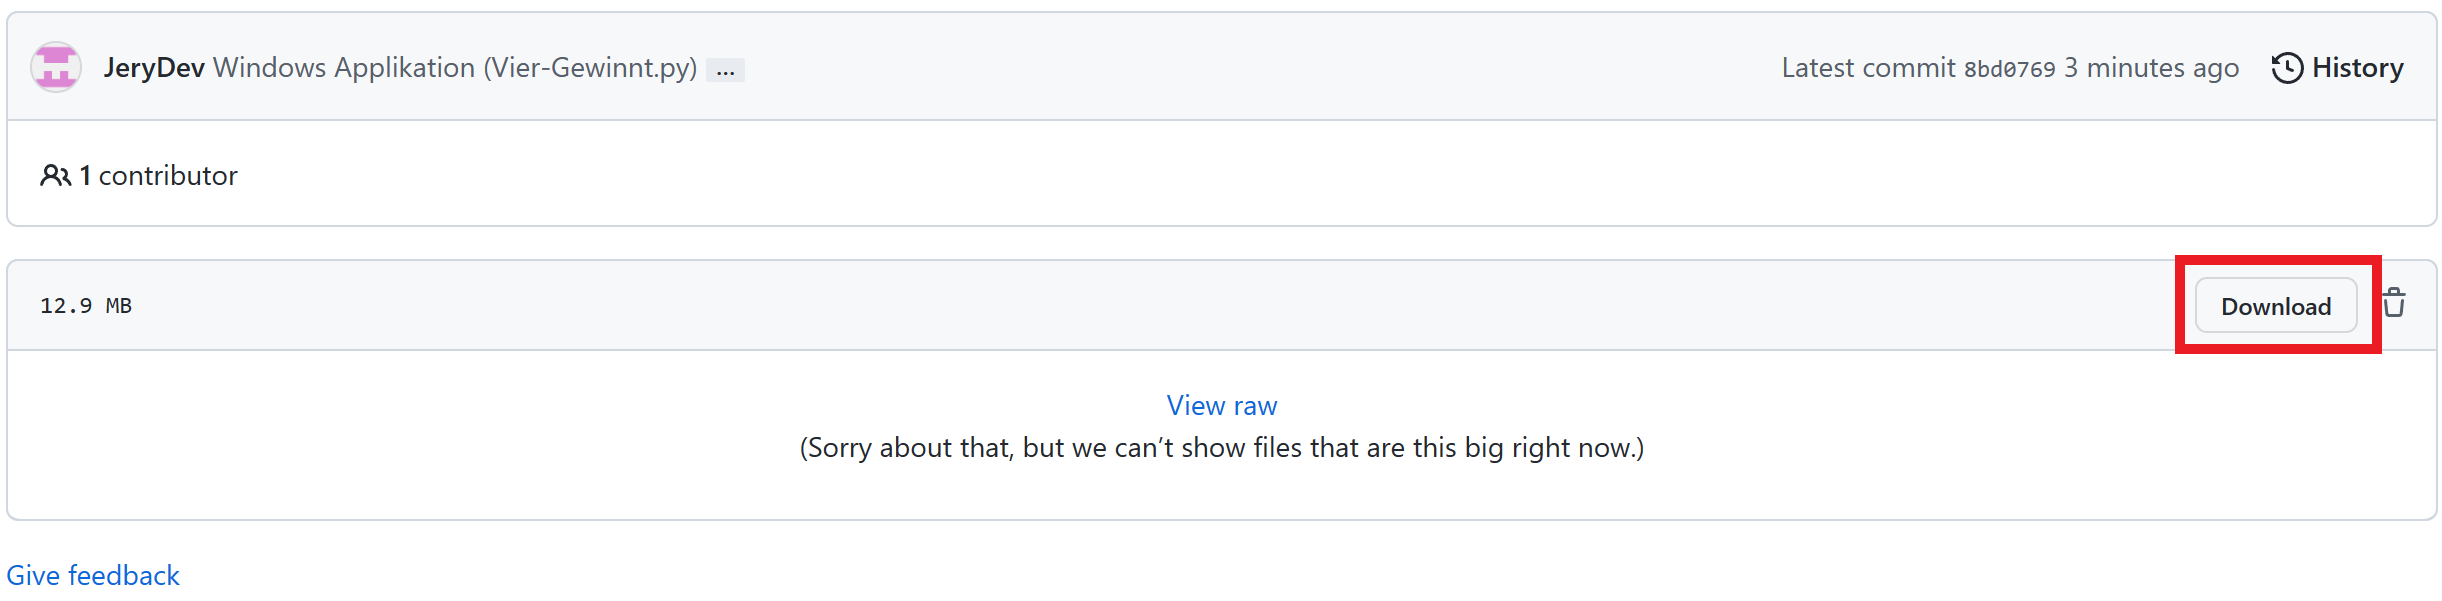 JeryDev Windows Applikation (Vier-Gewinnt.py) ...
Latest commit 8bd0769 3 minutes ago
History
1 contributor
12.9 MB
Download
View raw
(Sorry about that, but we can’t show files that are this big right now.)
Give feedback